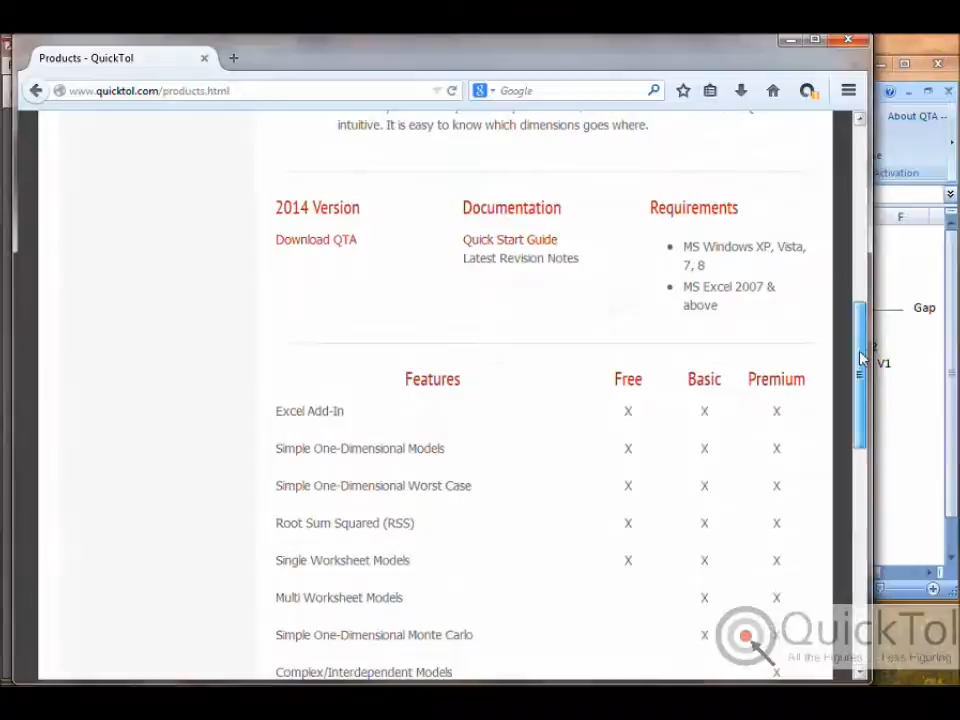 Products - QuickTol
www.quicktol.com/products.html
Google
About QTA --
intuitive. It is easy to know which dimensions goes where.
2014 Version
Documentation
Requirements
Download QTA
Quick Start Guide
Latest Revision Notes
MS Windows XP, Vista,
7, 8
MS Excel 2007 &
above
F
Gap
V1
Features Free Basic Premium
Excel Add-In X X X
Simple One-Dimensional Models X X X
Simple One-Dimensional Worst Case X X X
Root Sum Squared (RSS) X X X
Single Worksheet Models X X X
Multi Worksheet Models X X
Simple One-Dimensional Monte Carlo X X
Complex/Interdependent Models X
QuickTol
All the Figures Less Figuring